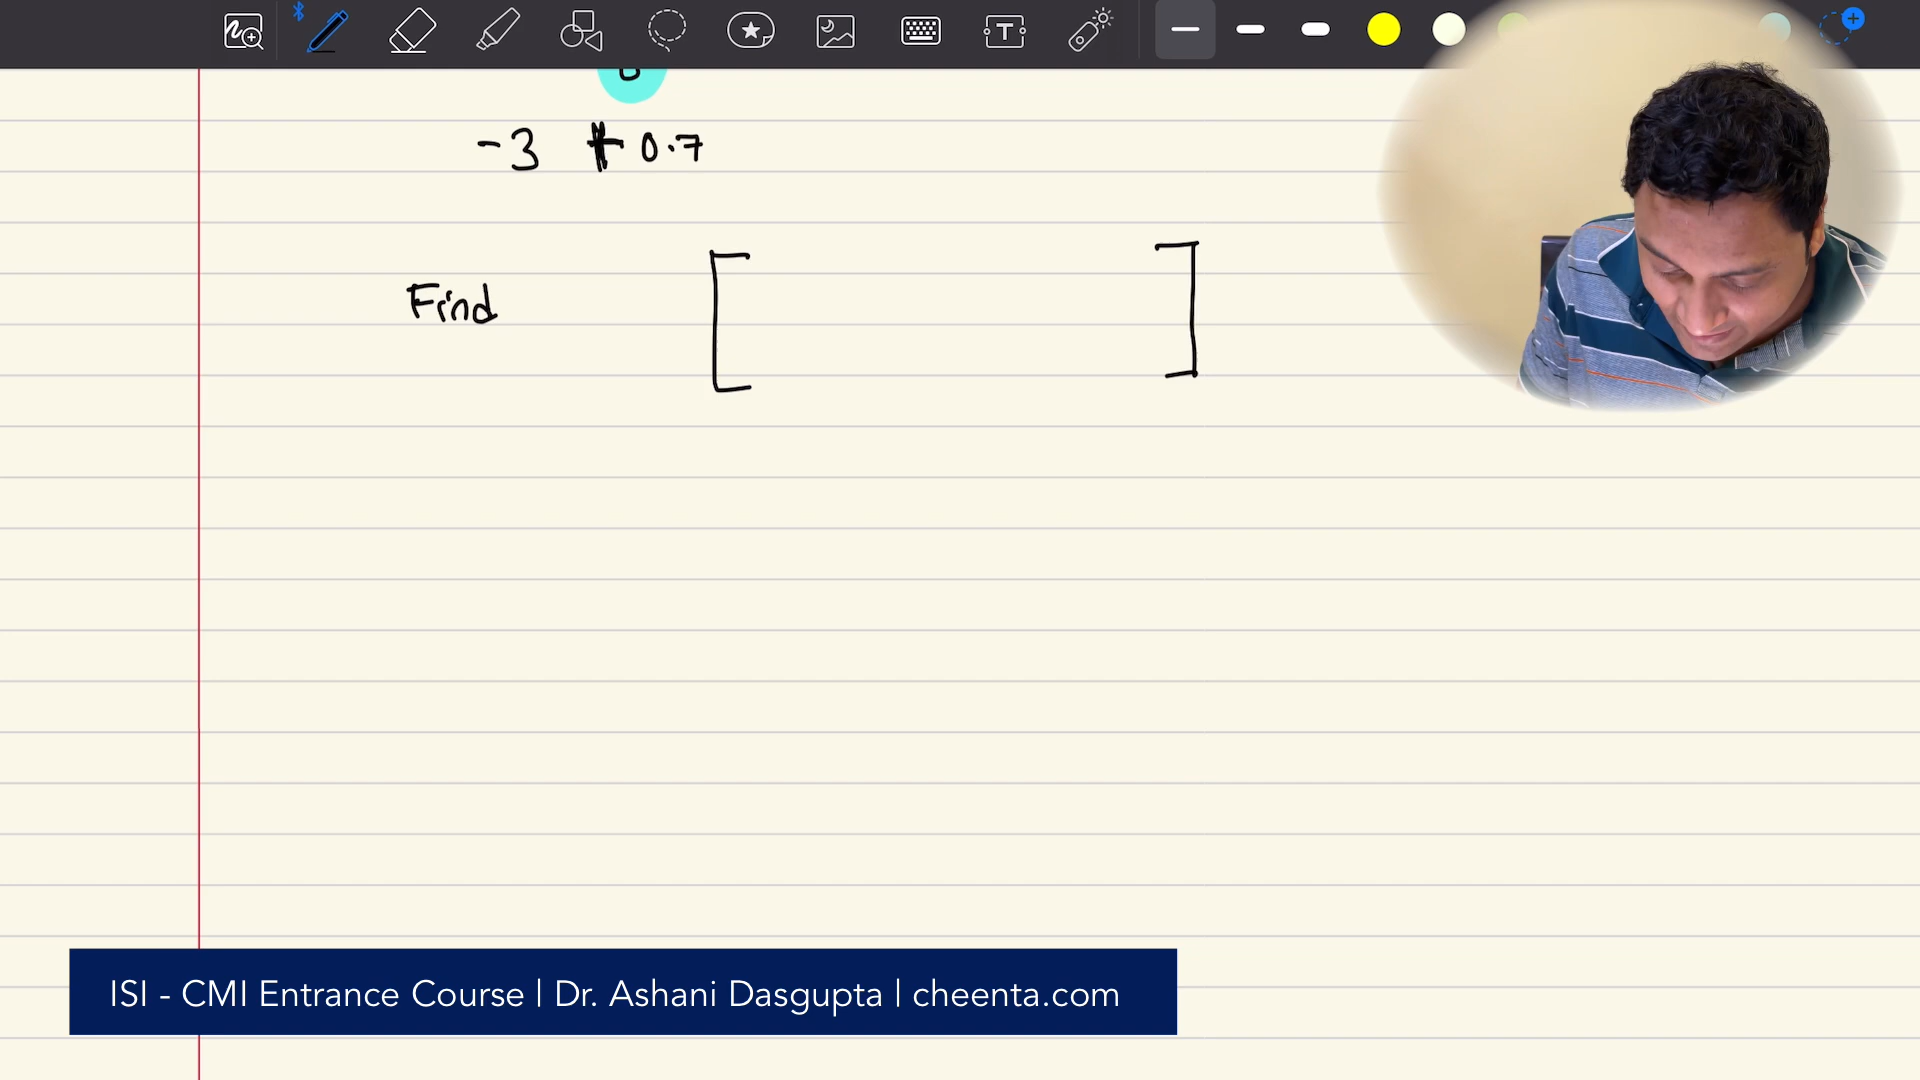 -3 + 0.7
Find [ ]
ISI - CMI Entrance Course | Dr. Ashani Dasgupta | cheenta.com